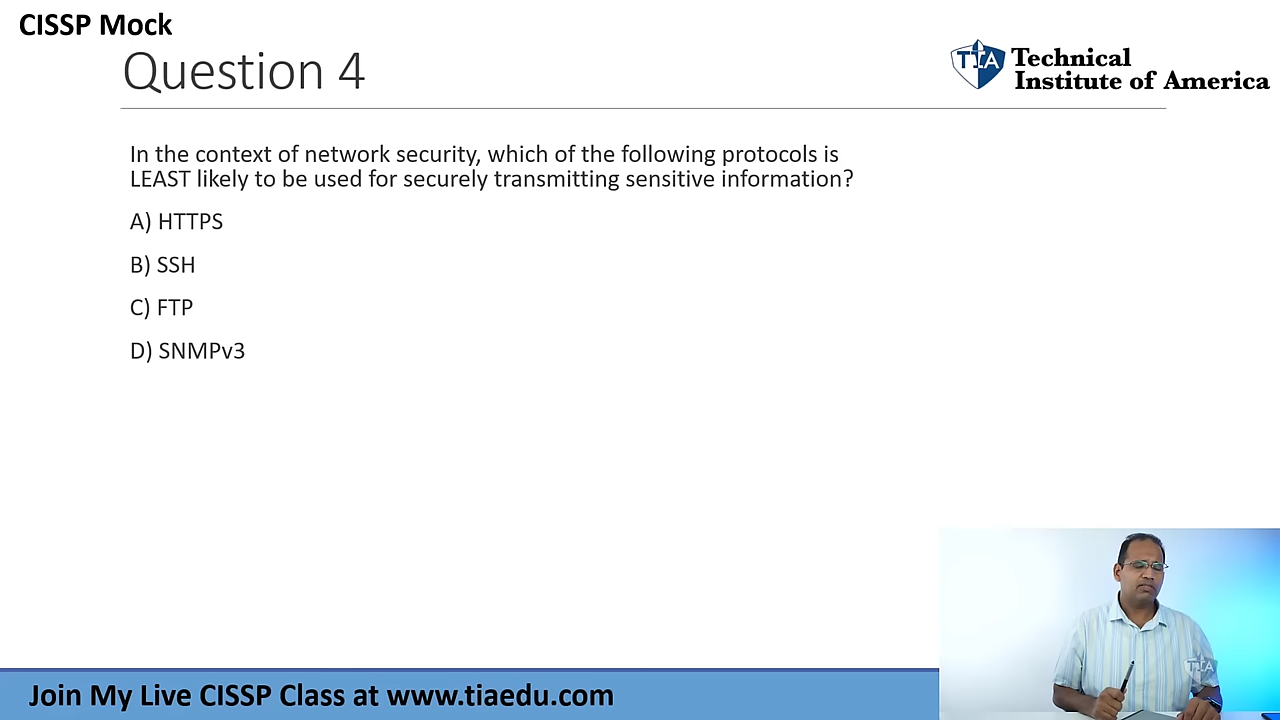 CISSP Mock
Question 4
TIA Technical
Institute of America
In the context of network security, which of the following protocols is
LEAST likely to be used for securely transmitting sensitive information?
A) HTTPS
B) SSH
C) FTP
D) SNMPv3
TIA
Join My Live CISSP Class at www.tiaedu.com